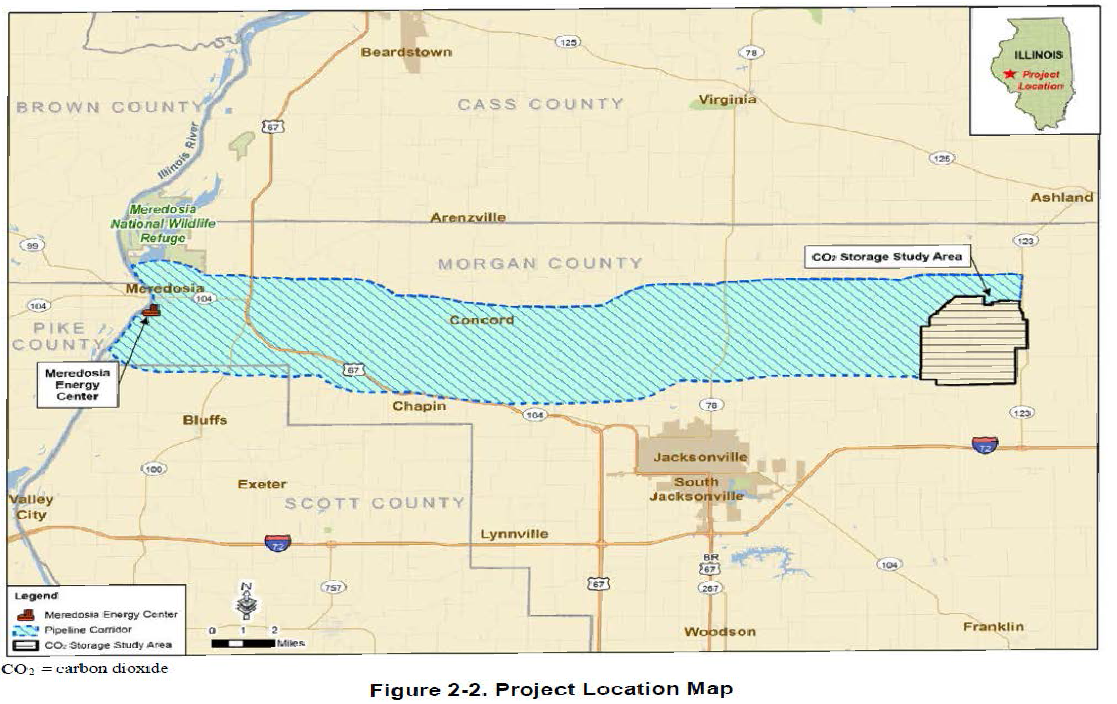 Beardstown
125
78
ILLINOIS
Project
Location
BROWN COUNTY
CASS COUNTY
Virginia
67
Illinois River
125
Ashland
Meredosia
National Wildlife
Refuge
Arenzville
99
123
CO₂ Storage Study Area
MORGAN COUNTY
Meredosia
104
104
Concord
PIKE
COUNTY
Meredosia
Energy
Center
67
Chapin
104
78
123
Bluffs
72
Jacksonville
100
South
Jacksonville
Exeter
SCOTT COUNTY
Valley
City
Lynnville
72
BR
67
104
67
267
757
N
Legend
Meredosia Energy Center
Pipeline Corridor
CO₂ Storage Study Area
0 1 2
Miles
Woodson
Franklin
CO₂ = carbon dioxide
Figure 2-2. Project Location Map